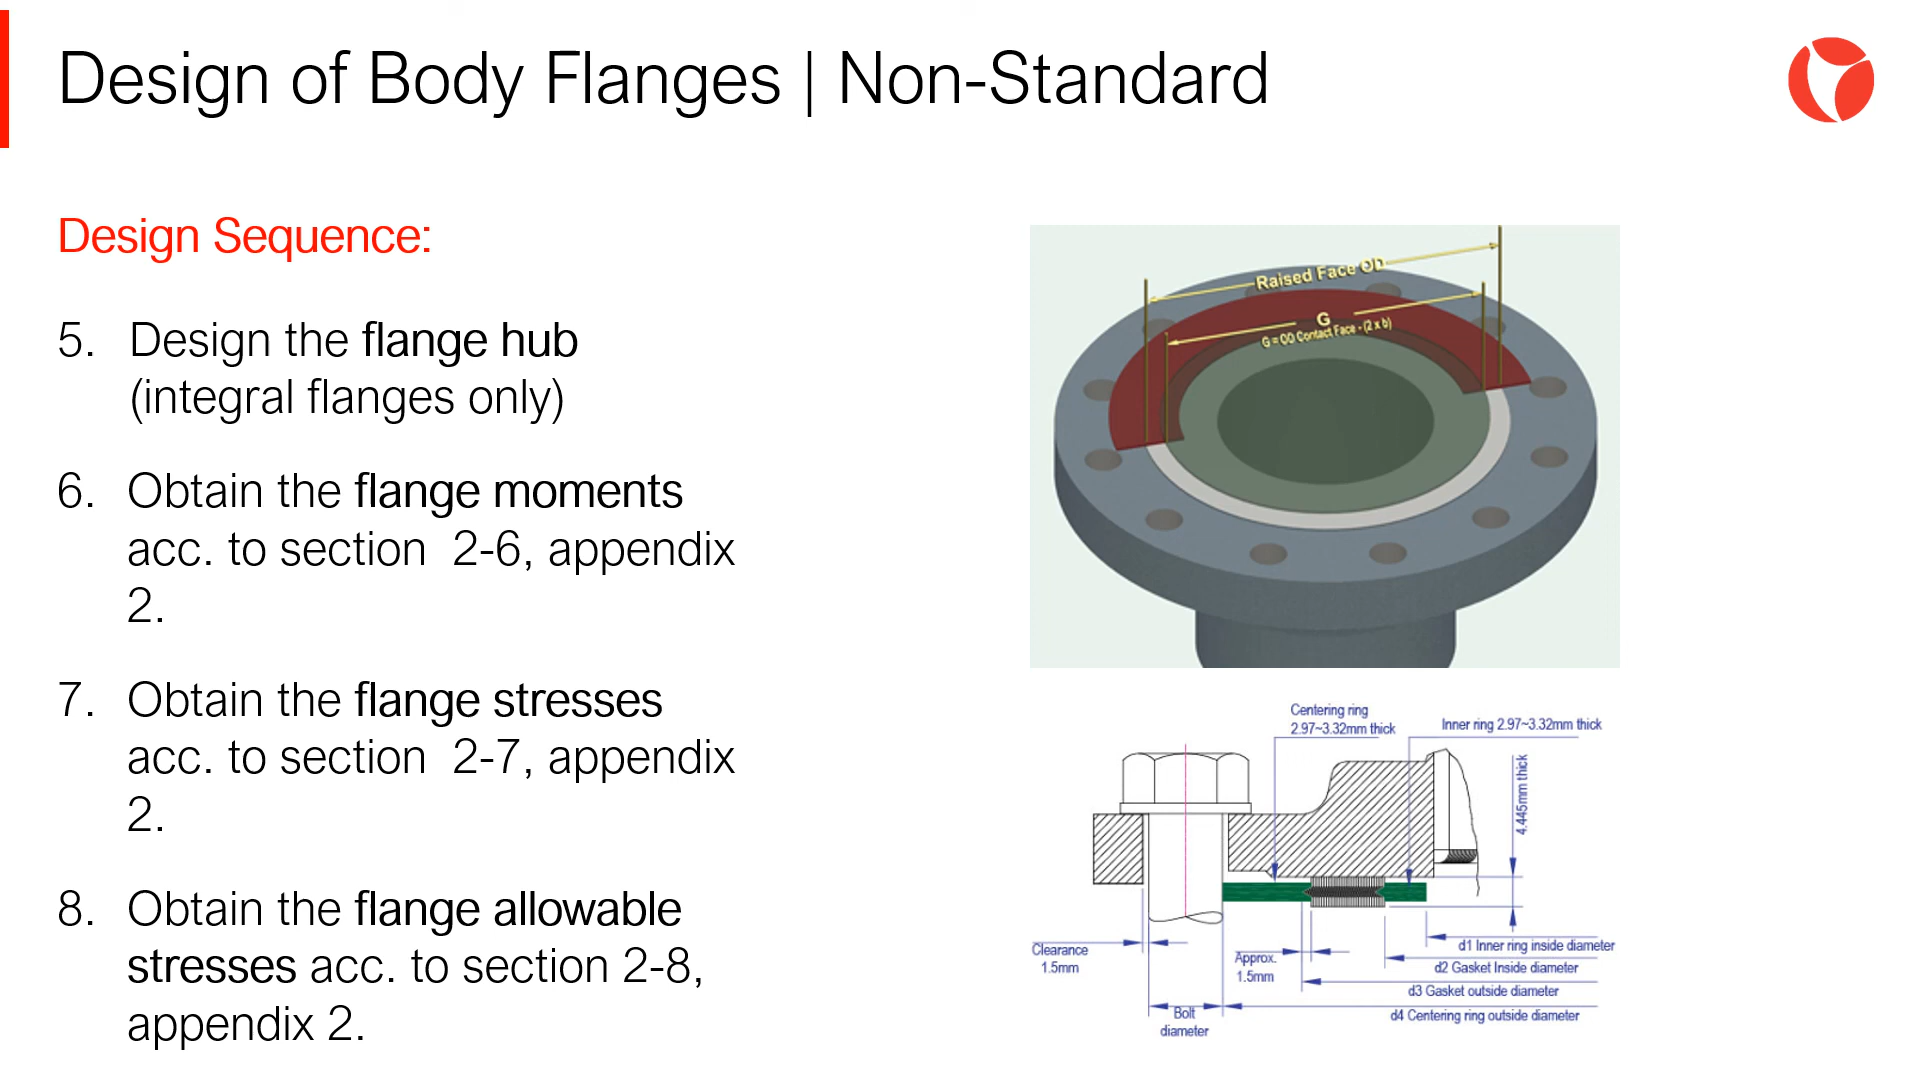 Design of Body Flanges | Non-Standard
Design Sequence:
5. Design the flange hub
(integral flanges only)
6. Obtain the flange moments
acc. to section 2-6, appendix
2.
7. Obtain the flange stresses
acc. to section 2-7, appendix
2.
8. Obtain the flange allowable
stresses acc. to section 2-8,
appendix 2.
Raised Face OD
G
G = OD Contact Face - (2 x b)
Centering ring
2.97~3.32mm thick
Inner ring 2.97~3.32mm thick
4.445mm thick
Clearance
1.5mm
Approx.
1.5mm
Bolt
diameter
d1 Inner ring inside diameter
d2 Gasket Inside diameter
d3 Gasket outside diameter
d4 Centering ring outside diameter